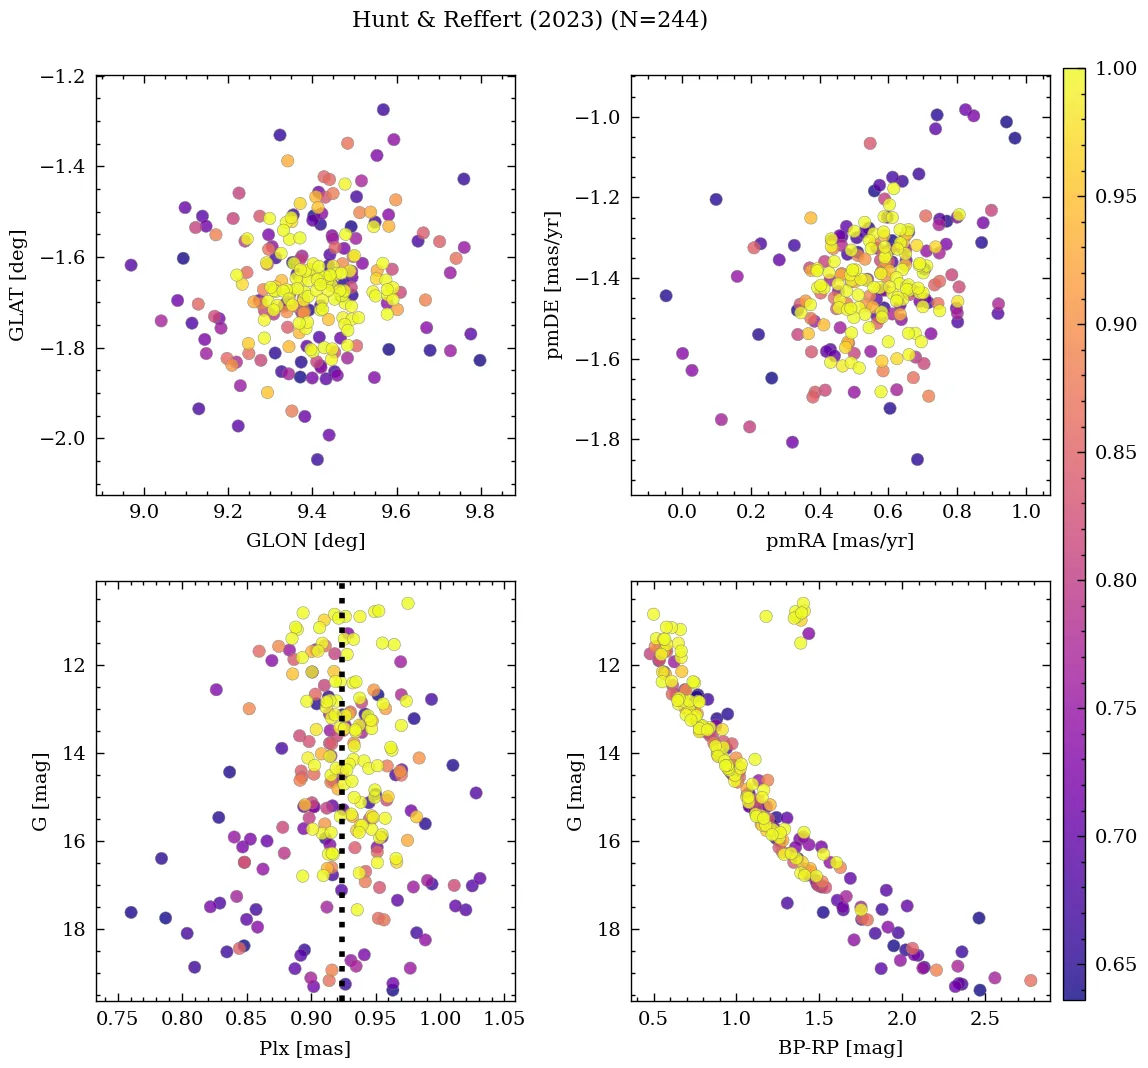 Hunt & Reffert (2023) (N=244)
−1.2
−1.4
−1.6
−1.8
−2.0
GLAT [deg]
9.0 9.2 9.4 9.6 9.8
GLON [deg]
−1.0
−1.2
−1.4
−1.6
−1.8
pmDE [mas/yr]
0.0 0.2 0.4 0.6 0.8 1.0
pmRA [mas/yr]
12
14
16
18
G [mag]
0.75 0.80 0.85 0.90 0.95 1.00 1.05
Plx [mas]
12
14
16
18
G [mag]
0.5 1.0 1.5 2.0 2.5
BP-RP [mag]
1.00
0.95
0.90
0.85
0.80
0.75
0.70
0.65